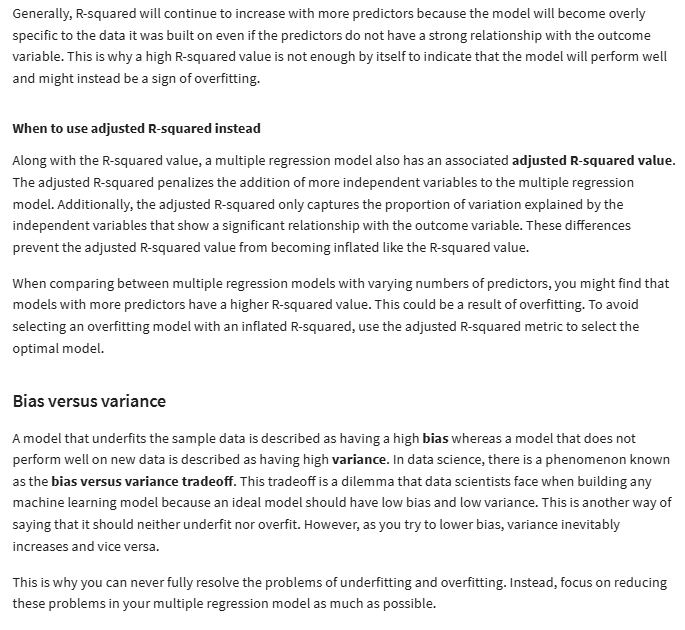 Generally, R-squared will continue to increase with more predictors because the model will become overly
specific to the data it was built on even if the predictors do not have a strong relationship with the outcome
variable. This is why a high R-squared value is not enough by itself to indicate that the model will perform well
and might instead be a sign of overfitting.
When to use adjusted R-squared instead
Along with the R-squared value, a multiple regression model also has an associated adjusted R-squared value.
The adjusted R-squared penalizes the addition of more independent variables to the multiple regression
model. Additionally, the adjusted R-squared only captures the proportion of variation explained by the
independent variables that show a significant relationship with the outcome variable. These differences
prevent the adjusted R-squared value from becoming inflated like the R-squared value.
When comparing between multiple regression models with varying numbers of predictors, you might find that
models with more predictors have a higher R-squared value. This could be a result of overfitting. To avoid
selecting an overfitting model with an inflated R-squared, use the adjusted R-squared metric to select the
optimal model.
Bias versus variance
A model that underfits the sample data is described as having a high bias whereas a model that does not
perform well on new data is described as having high variance. In data science, there is a phenomenon known
as the bias versus variance tradeoff. This tradeoff is a dilemma that data scientists face when building any
machine learning model because an ideal model should have low bias and low variance. This is another way of
saying that it should neither underfit nor overfit. However, as you try to lower bias, variance inevitably
increases and vice versa.
This is why you can never fully resolve the problems of underfitting and overfitting. Instead, focus on reducing
these problems in your multiple regression model as much as possible.